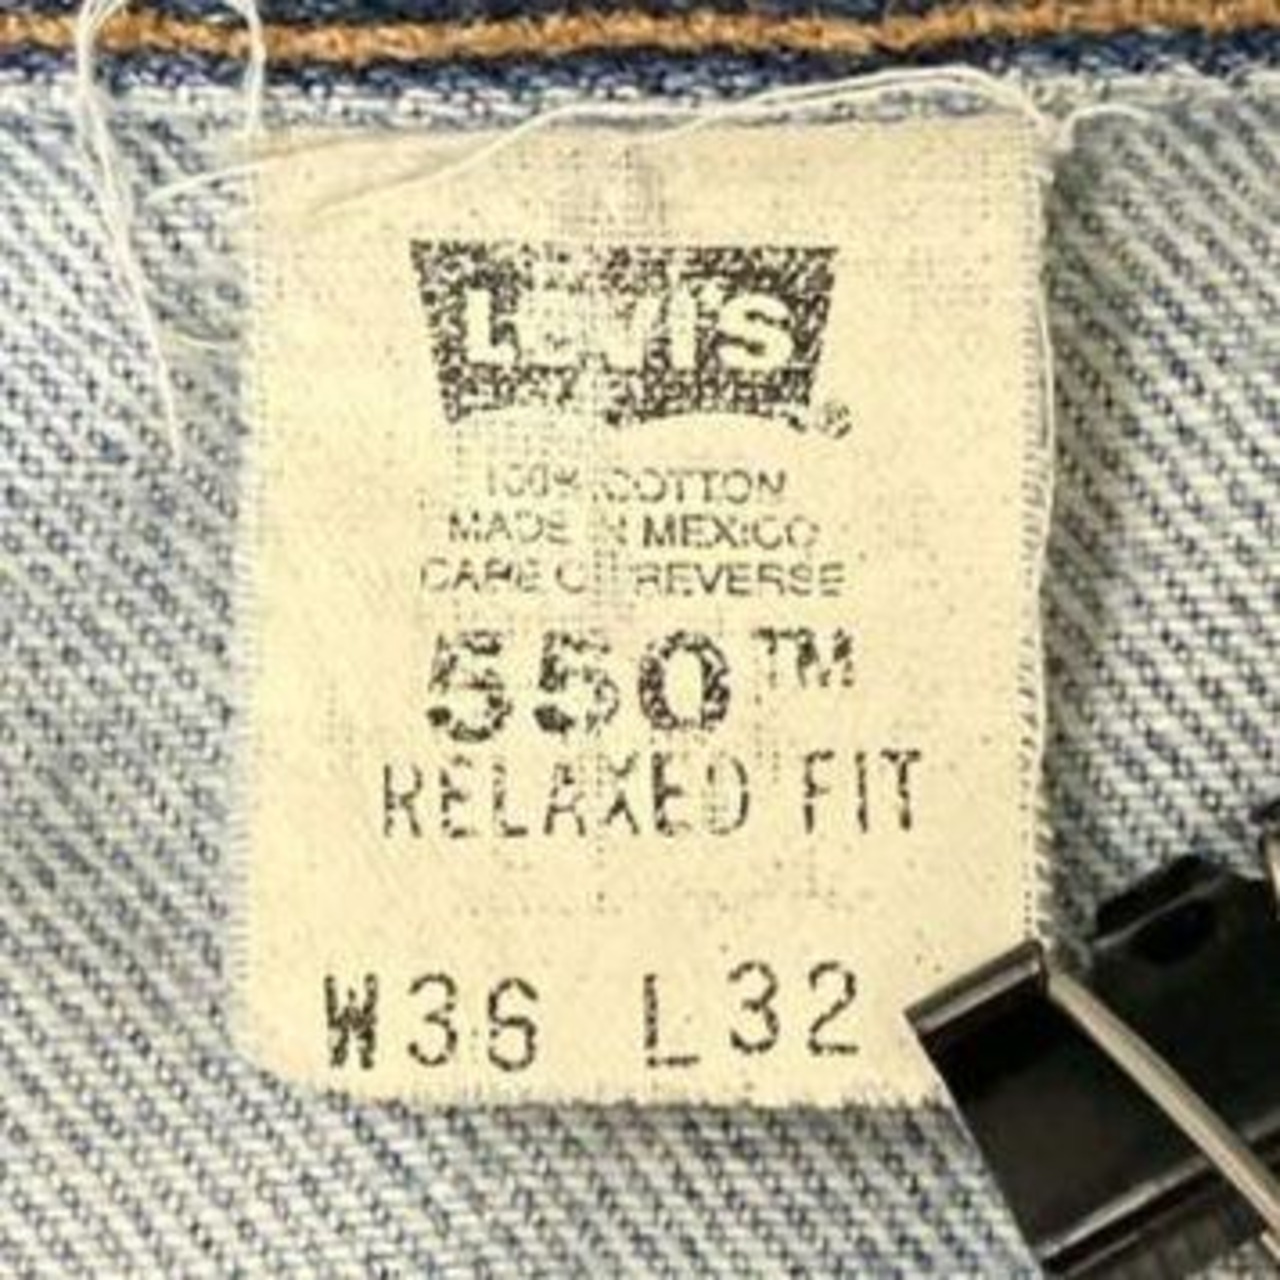 LEVI'S ®
100% COTTON
MADE IN MEXICO
CARE ON REVERSE
550™
RELAXED FIT
W36 L32